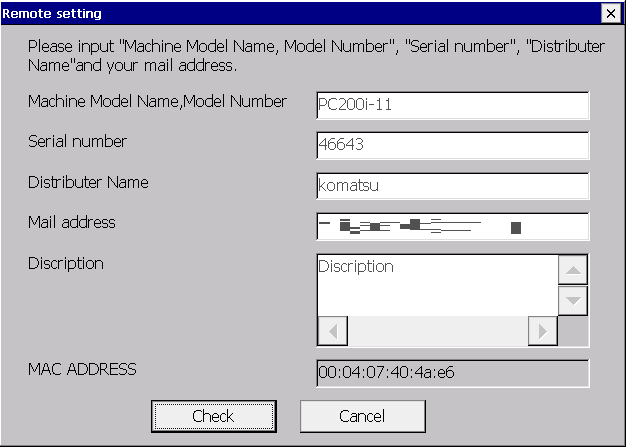 Remote setting
Please input "Machine Model Name, Model Number", "Serial number", "Distributer
Name"and your mail address.
Machine Model Name,Model Number PC200i-11
Serial number 46643
Distributer Name komatsu
Mail address
Discription Discription
MAC ADDRESS 00:04:07:40:4a:e6
Check Cancel